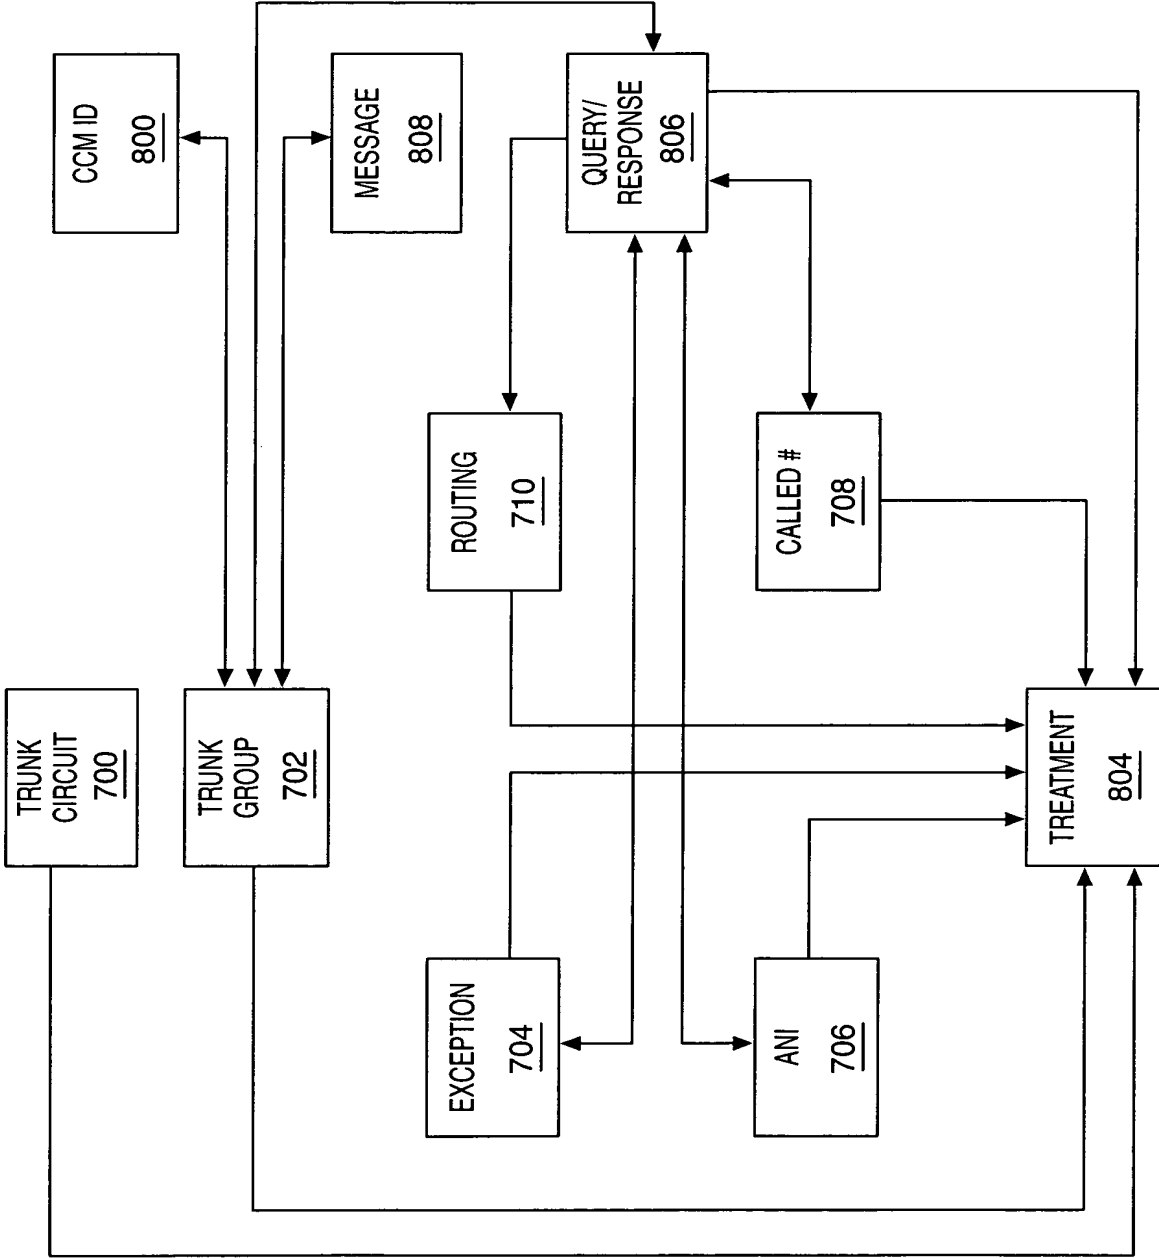 TRUNK
CIRCUIT
700
TRUNK
GROUP
702
CCM ID
800
MESSAGE
808
EXCEPTION
704
ROUTING
710
QUERY/
RESPONSE
806
ANI
706
CALLED #
708
TREATMENT
804